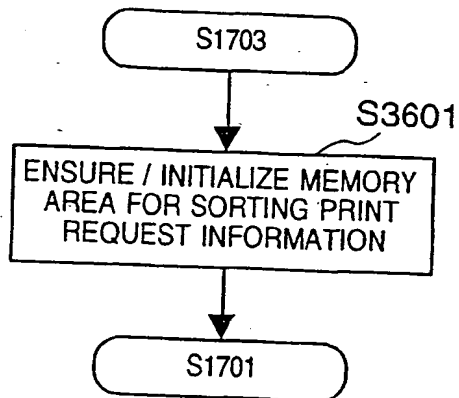 S1703
S3601
ENSURE / INITIALIZE MEMORY
AREA FOR SORTING PRINT
REQUEST INFORMATION
S1701